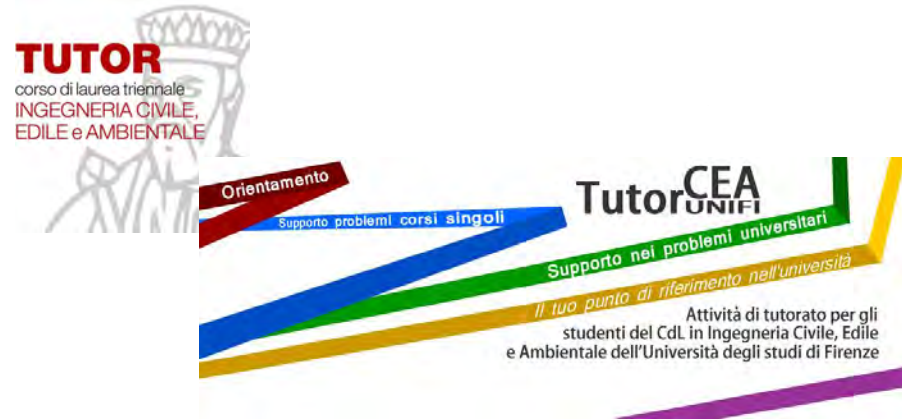 TUTOR
corso di laurea triennale
INGEGNERIA CIVILE,
EDILE e AMBIENTALE
Orientamento
Supporto problemi corsi singoli
TutorCEA
UNIFI
Supporto nei problemi universitari
Il tuo punto di riferimento nell'università
Attività di tutorato per gli
studenti del CdL in Ingegneria Civile, Edile
e Ambientale dell'Università degli studi di Firenze